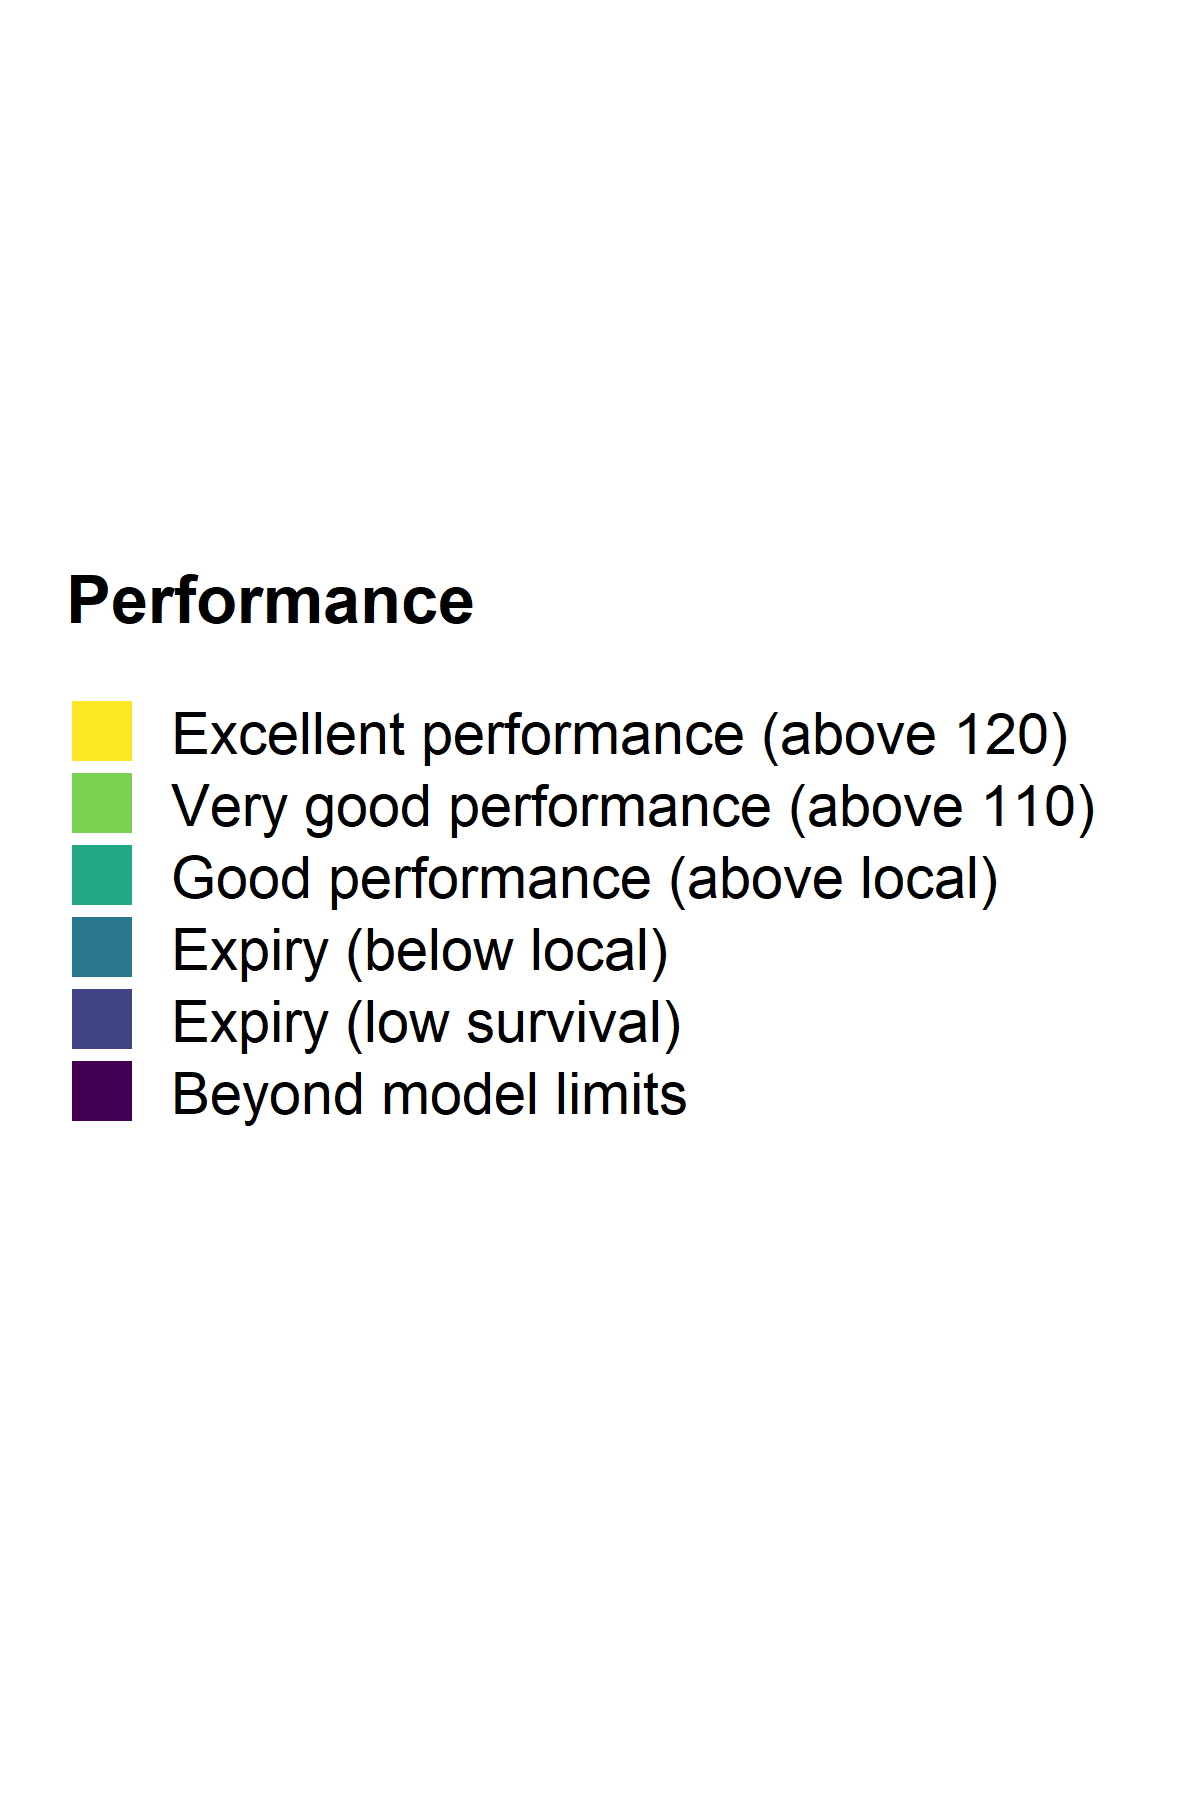 Performance
Excellent performance (above 120)
Very good performance (above 110)
Good performance (above local)
Expiry (below local)
Expiry (low survival)
Beyond model limits